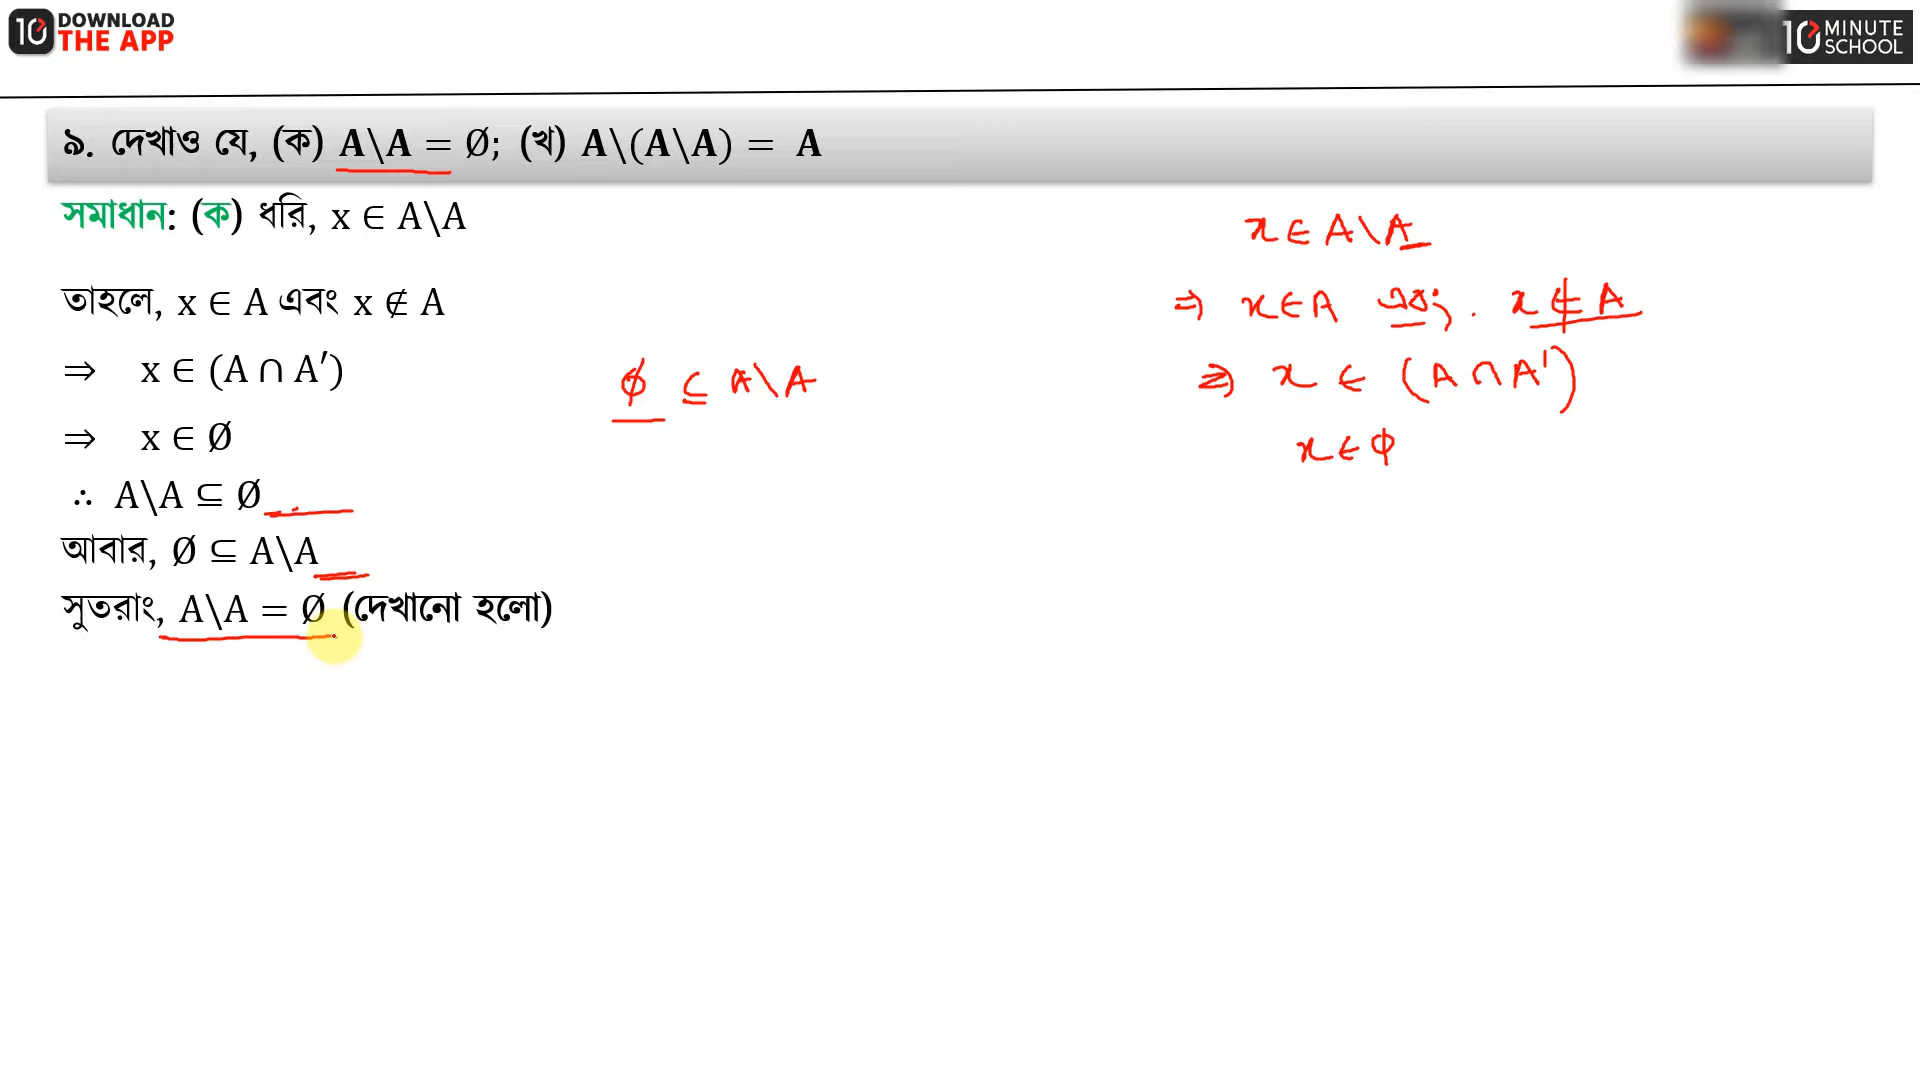 10 DOWNLOAD THE APP
10 MINUTE SCHOOL
৯. দেখাও যে, (ক) A\A = Ø; (খ) A\(A\A) = A
সমাধান: (ক) ধরি, x ∈ A\A
তাহলে, x ∈ A এবং x ∉ A
⇒ x ∈ (A ∩ A′)
⇒ x ∈ Ø
∴ A\A ⊆ Ø
আবার, Ø ⊆ A\A
সুতরাং, A\A = Ø (দেখানো হলো)
ϕ ⊆ A\A
x ∈ A\A
⇒ x ∈ A এবং x ∉ A
⇒ x ∈ (A ∩ A′)
x ∈ ϕ